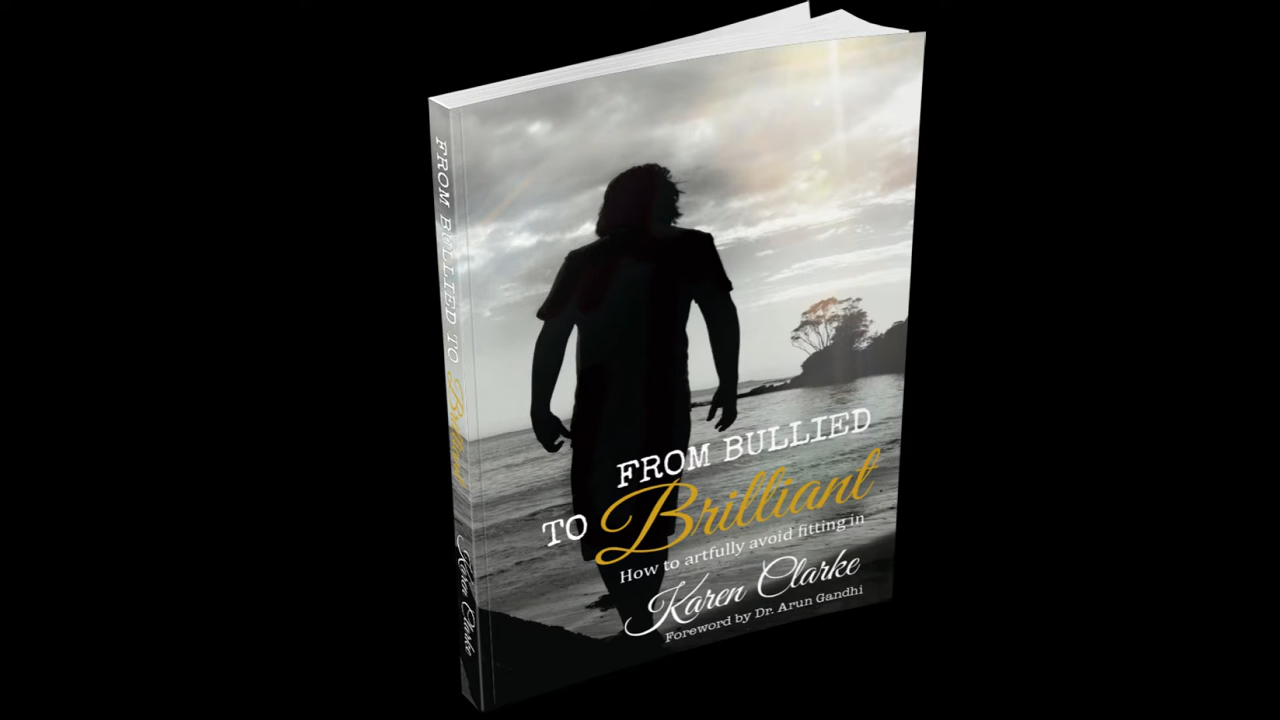 FROM BULLIED TO Brilliant
Karen Clarke
FROM BULLIED
TO Brilliant
How to artfully avoid fitting in
Karen Clarke
Foreword by Dr. Arun Gandhi